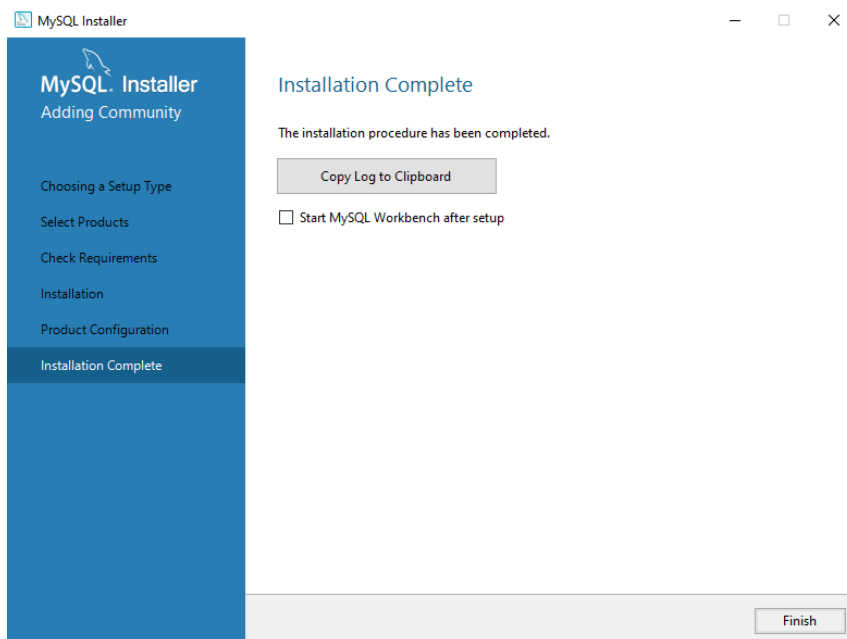 MySQL Installer
MySQL. Installer
Adding Community
Choosing a Setup Type
Select Products
Check Requirements
Installation
Product Configuration
Installation Complete
Installation Complete
The installation procedure has been completed.
Copy Log to Clipboard
Start MySQL Workbench after setup
Finish